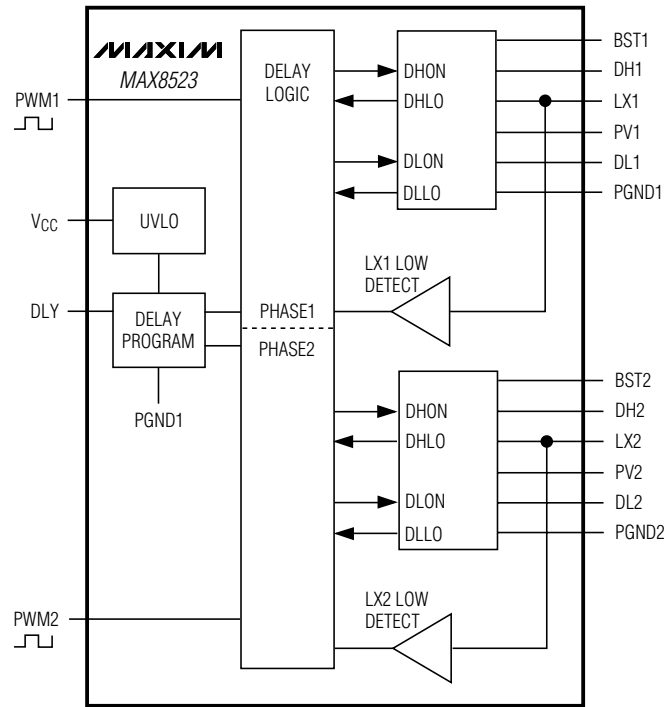 MAXIM
MAX8523
PWM1
VCC
UVLO
DLY
DELAY
PROGRAM
PGND1
PWM2
DELAY
LOGIC
PHASE1
PHASE2
DHON
DHLO
DLON
DLLO
BST1
DH1
LX1
PV1
DL1
PGND1
LX1 LOW
DETECT
DHON
DHLO
DLON
DLLO
BST2
DH2
LX2
PV2
DL2
PGND2
LX2 LOW
DETECT